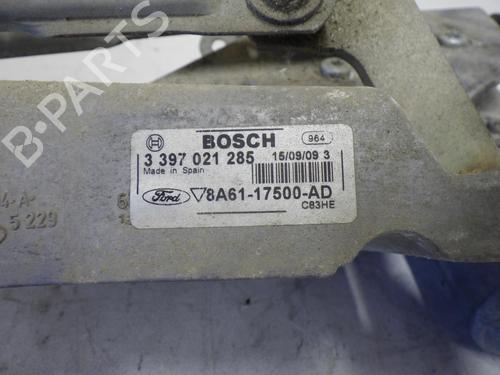 BOSCH 964
3 397 021 285 15/09/09 3
Made in Spain
Ford 8A61-17500-AD
C83HE
4-A-
5 229